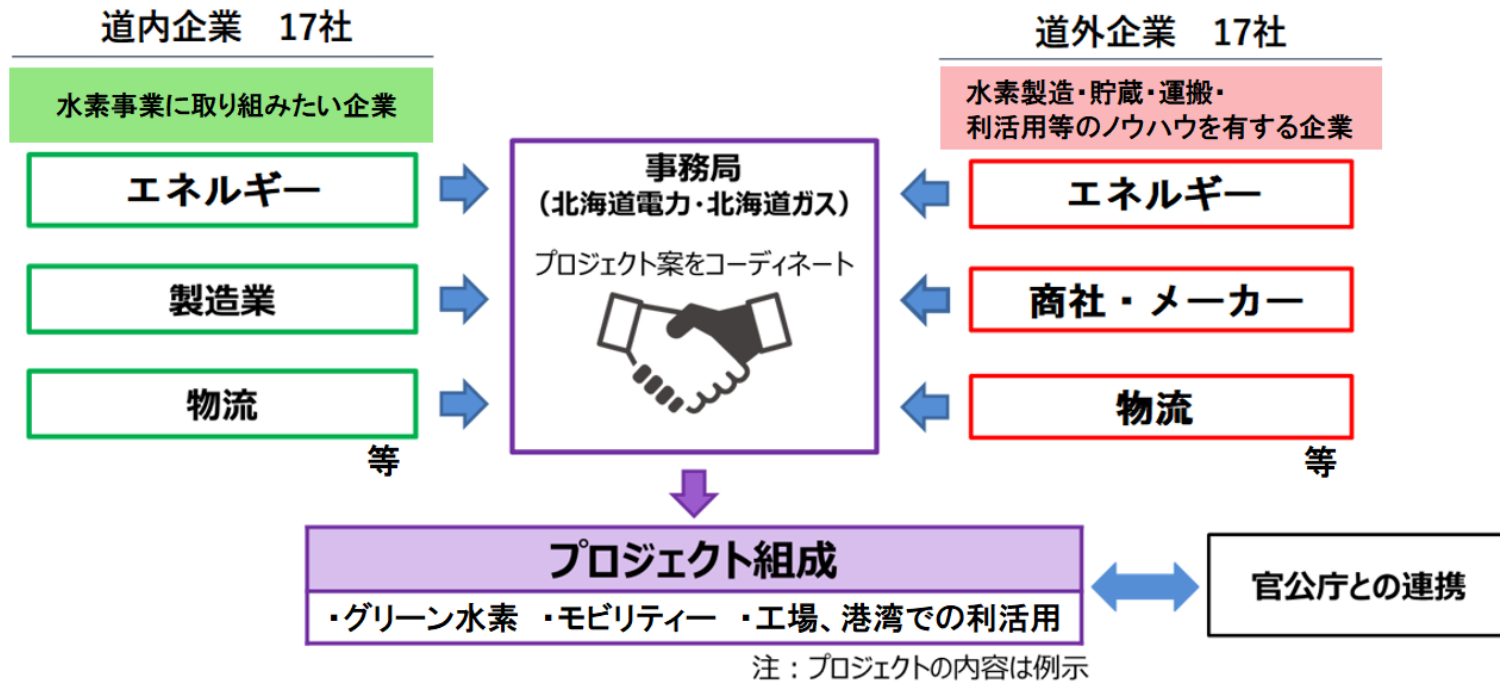 道内企業　17社
水素事業に取り組みたい企業
エネルギー
製造業
物流
等
事務局
（北海道電力・北海道ガス）
プロジェクト案をコーディネート
道外企業　17社
水素製造・貯蔵・運搬・
利活用等のノウハウを有する企業
エネルギー
商社・メーカー
物流
等
プロジェクト組成
・グリーン水素　・モビリティー　・工場、港湾での利活用
官公庁との連携
注：プロジェクトの内容は例示